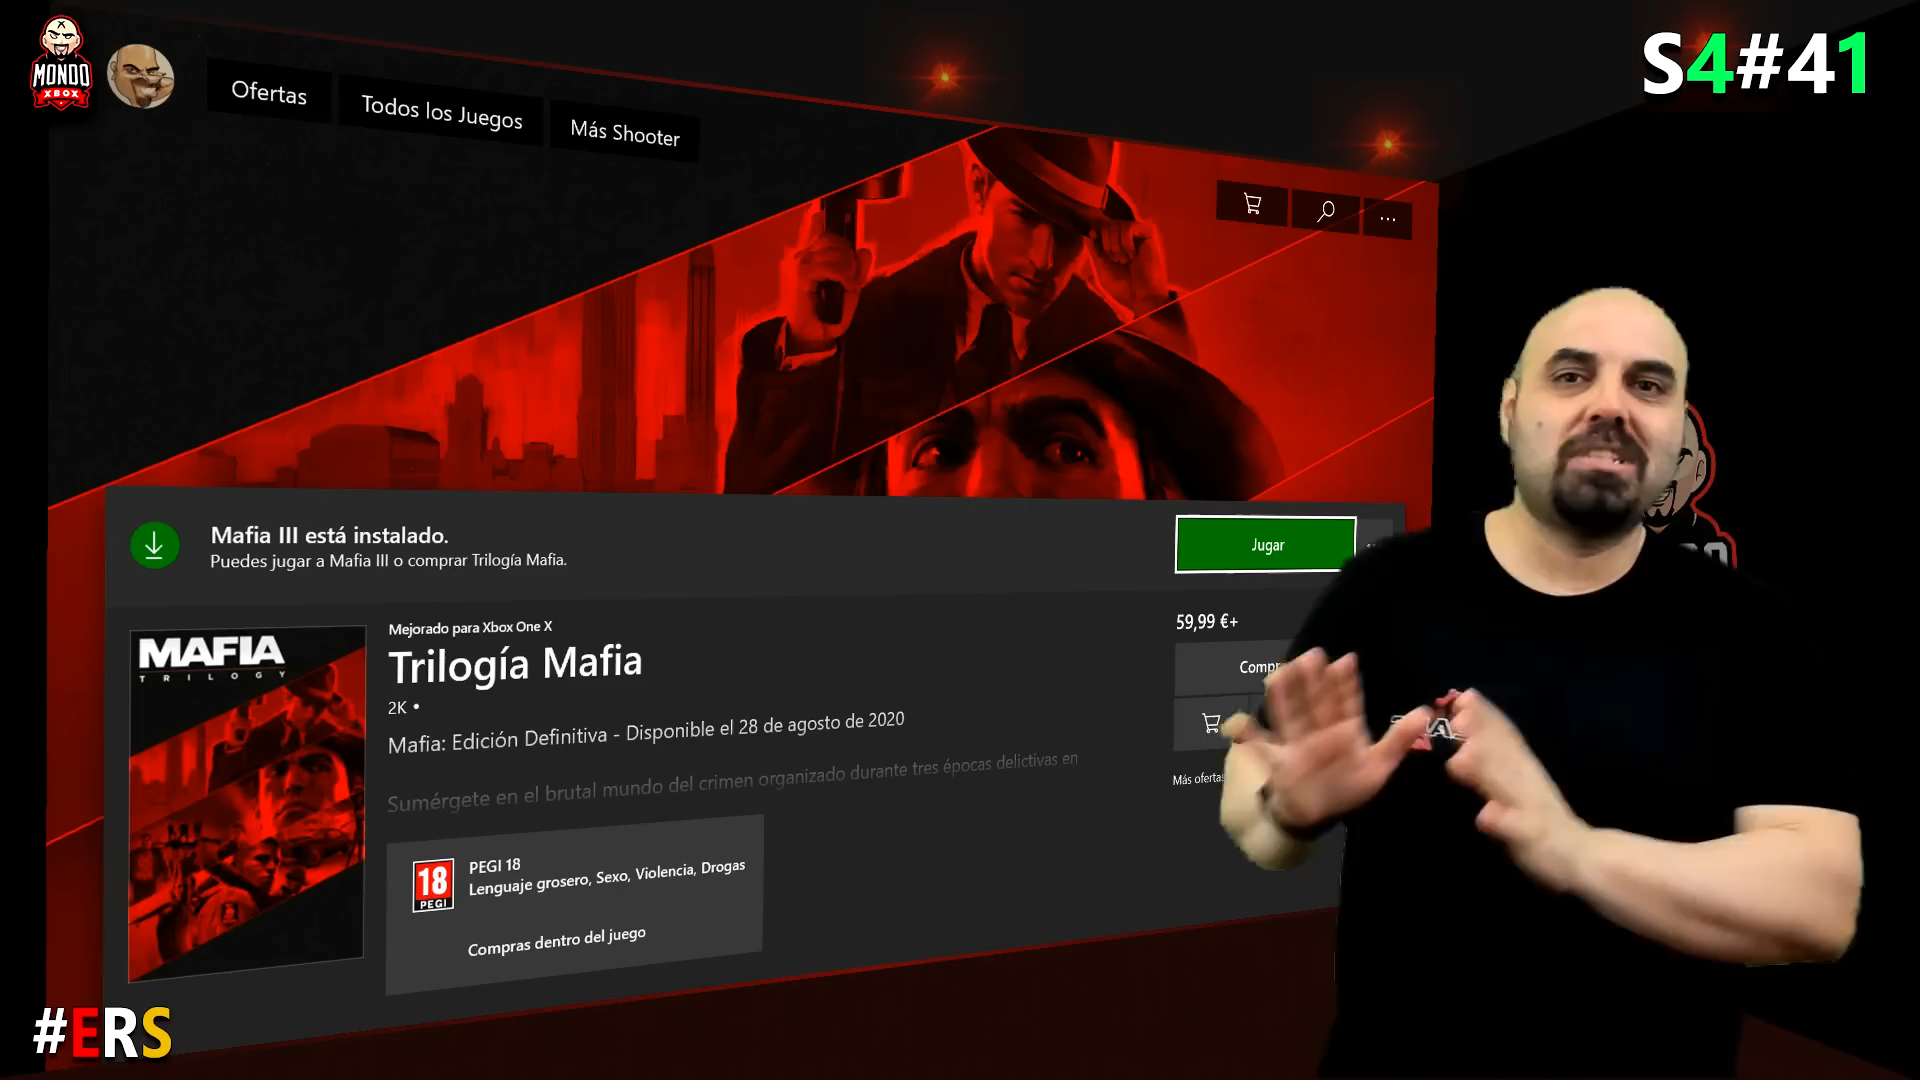 MONDO
XBOX
Ofertas
Todos los Juegos
Más Shooter
S4#41
Mafia III está instalado.
Puedes jugar a Mafia III o comprar Trilogía Mafia.
Jugar
MAFIA
TRILOGY
Mejorado para Xbox One X
Trilogía Mafia
2K •
Mafia: Edición Definitiva - Disponible el 28 de agosto de 2020
Sumérgete en el brutal mundo del crimen organizado durante tres épocas delictivas en
59,99 €+
Más ofertas
18
PEGI
PEGI 18
Lenguaje grosero, Sexo, Violencia, Drogas
Compras dentro del juego
#ERS